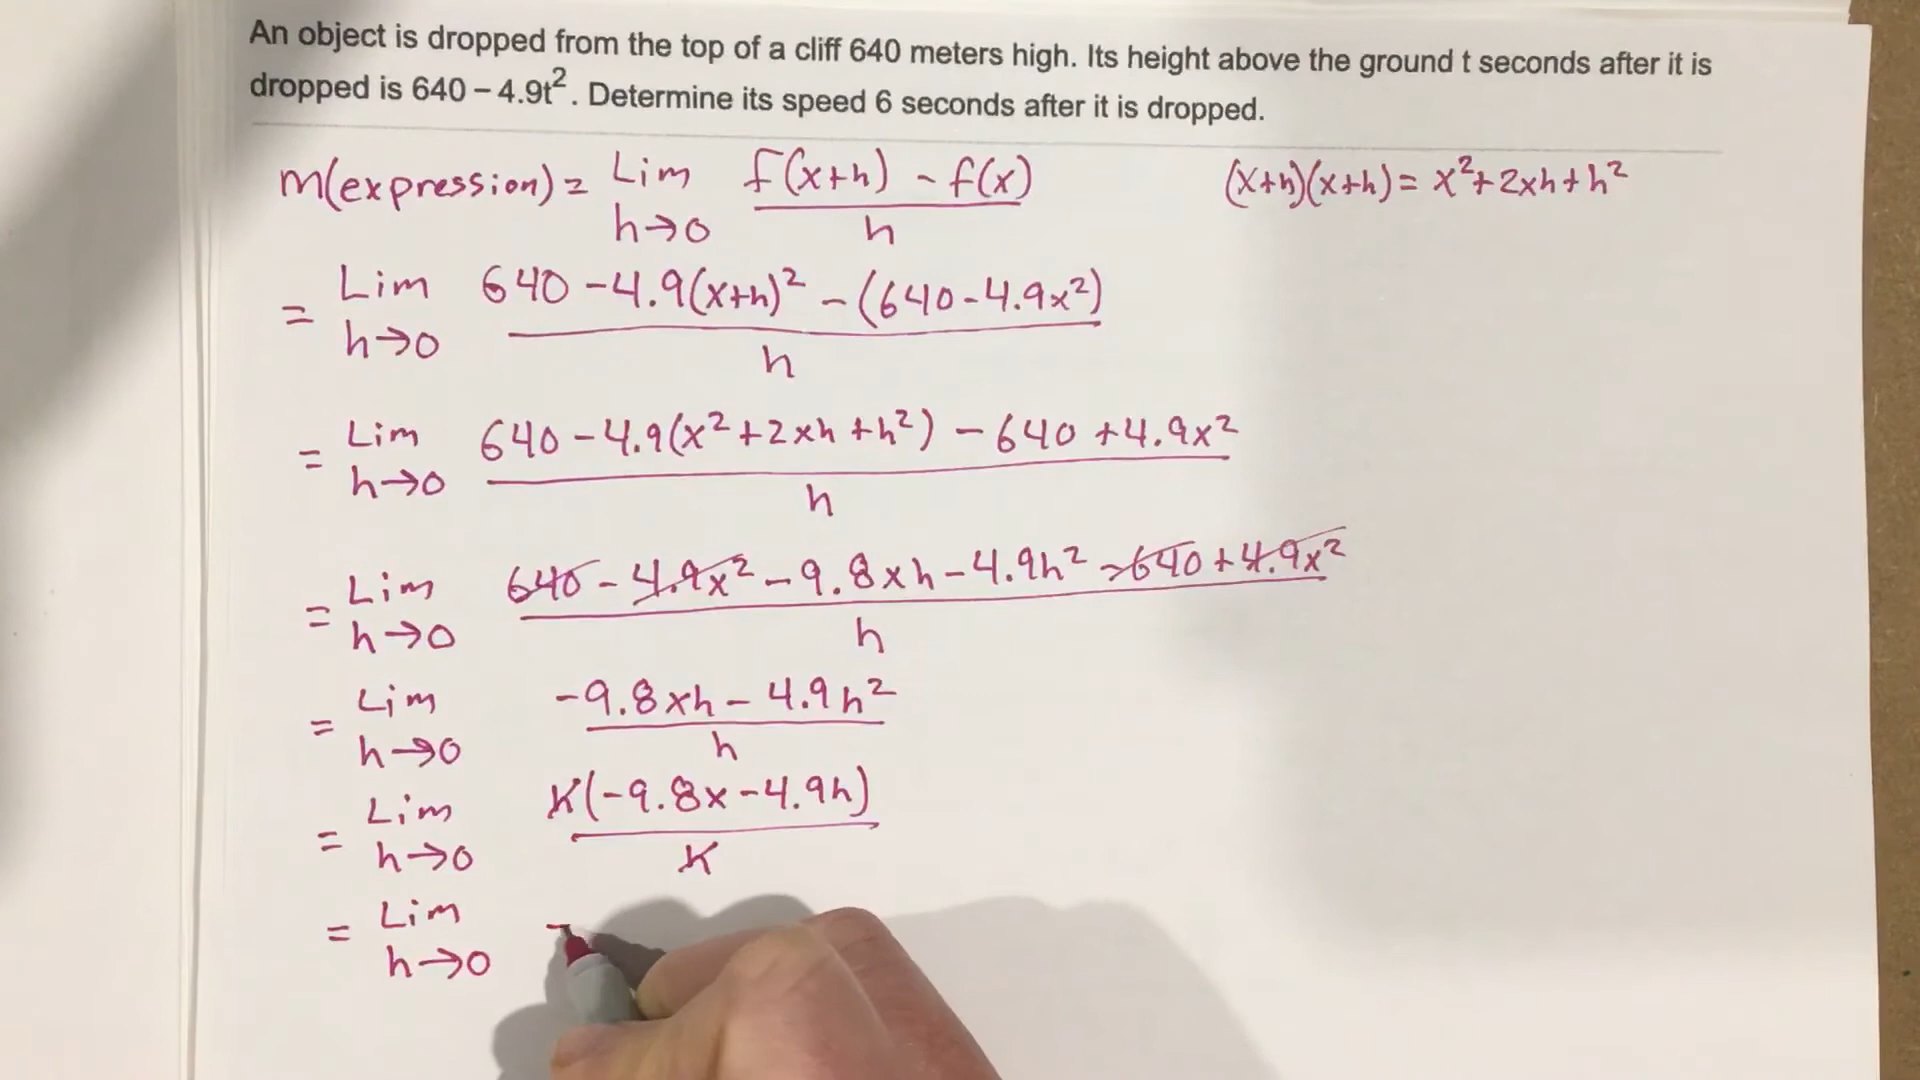 An object is dropped from the top of a cliff 640 meters high. Its height above the ground t seconds after it is
dropped is 640 – 4.9t². Determine its speed 6 seconds after it is dropped.
m(expression) = Lim f(x+h) - f(x)
h→0 h
(x+h)(x+h) = x²+2xh+h²
= Lim 640 - 4.9(x+h)² - (640-4.9x²)
h→0 h
= Lim 640 - 4.9(x²+2xh+h²) - 640 + 4.9x²
h→0 h
= Lim 640 - 4.9x² - 9.8xh - 4.9h² - 640 + 4.9x²
h→0 h
= Lim -9.8xh - 4.9h²
h→0 h
= Lim h(-9.8x - 4.9h)
h→0 h
= Lim -
h→0